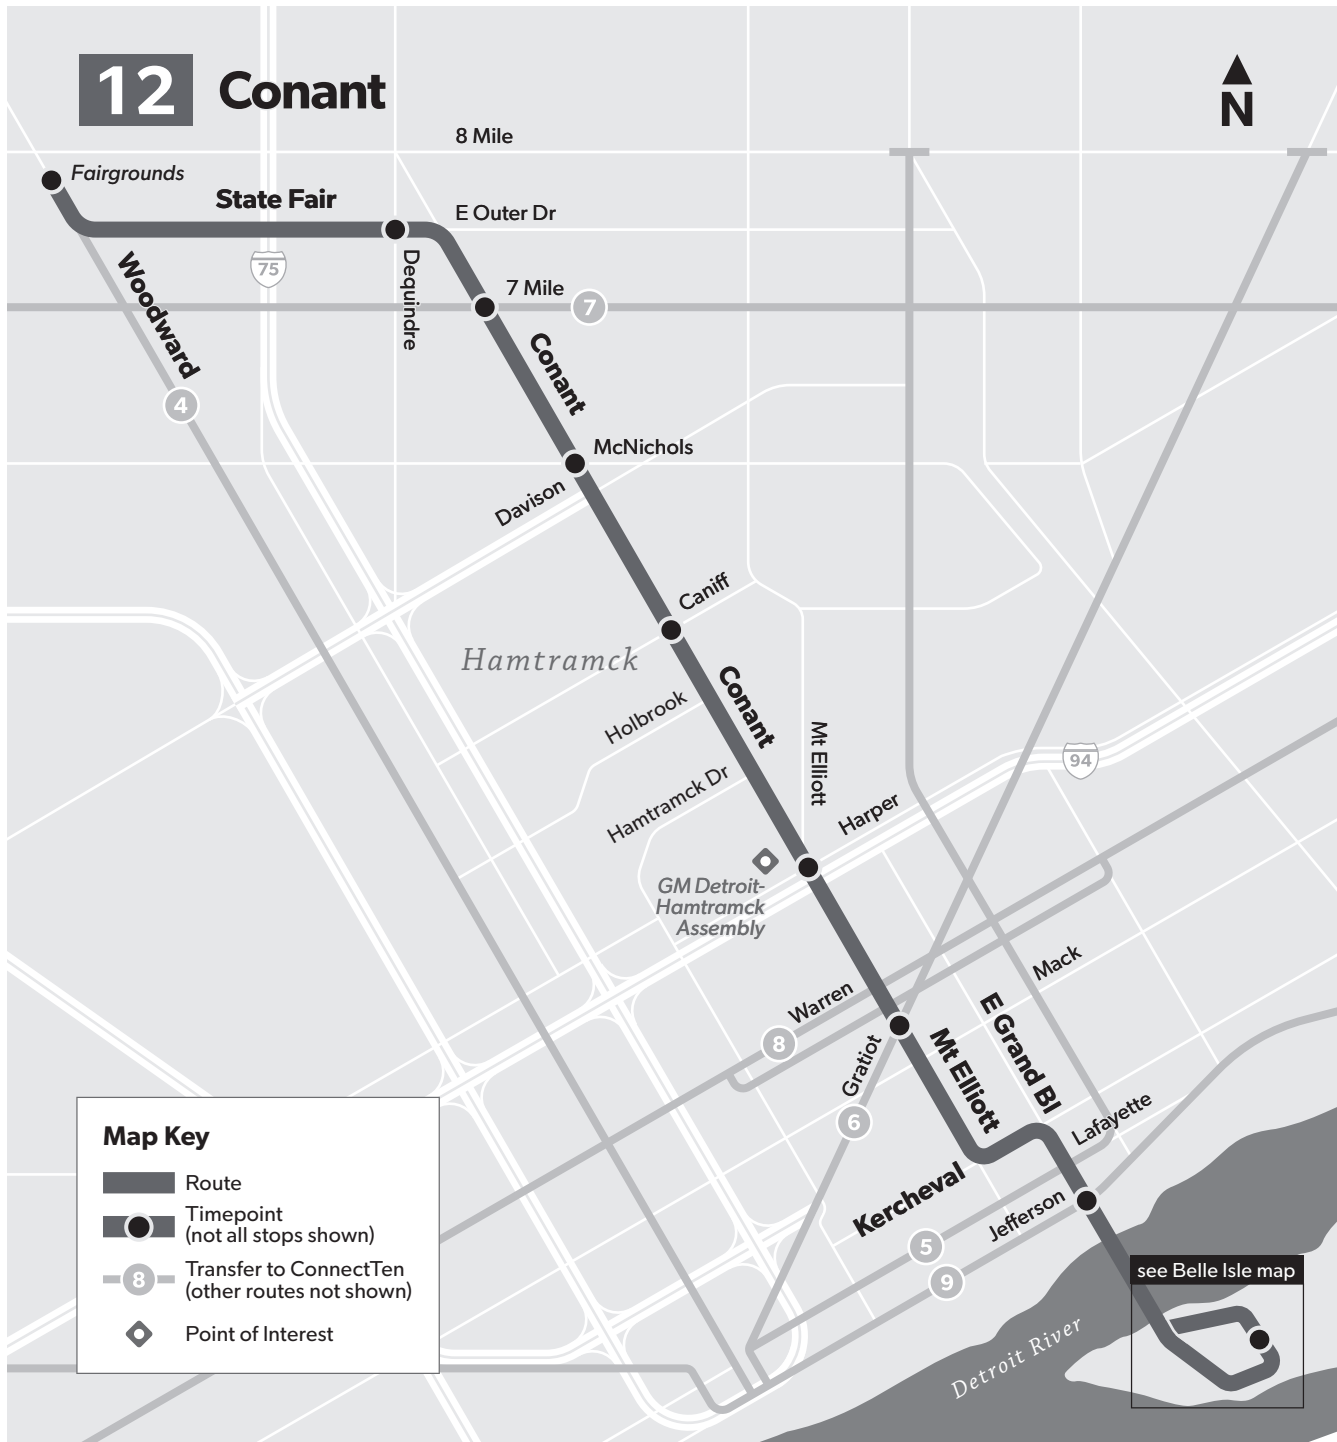 12 Conant
N
8 Mile
Fairgrounds
State Fair
E Outer Dr
75
Dequindre
Woodward
7 Mile
7
Conant
4
McNichols
Davison
Caniff
Hamtramck
Conant
Holbrook
Mt Elliott
94
Hamtramck Dr
Harper
GM Detroit-
Hamtramck
Assembly
Mack
Warren
8
E Grand Bl
Mt Elliott
Gratiot
6
Lafayette
Kercheval
Jefferson
5
9
see Belle Isle map
Detroit River
Map Key
Route
Timepoint
(not all stops shown)
8
Transfer to ConnectTen
(other routes not shown)
Point of Interest